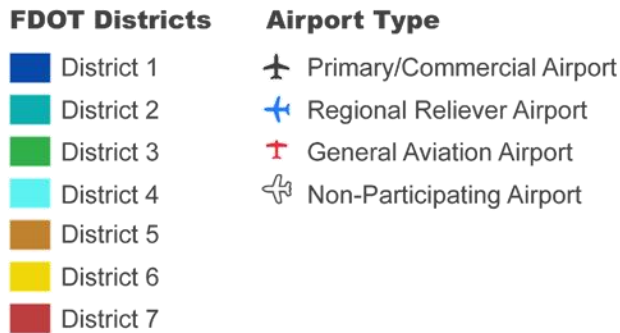 FDOT Districts
District 1
District 2
District 3
District 4
District 5
District 6
District 7
Airport Type
Primary/Commercial Airport
Regional Reliever Airport
General Aviation Airport
Non-Participating Airport